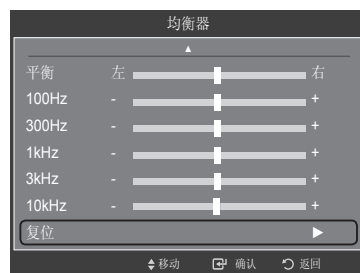 均衡器
▲
平衡 左 右
100Hz - +
300Hz - +
1kHz - +
3kHz - +
10kHz - +
复位 ►
移动 确认 返回